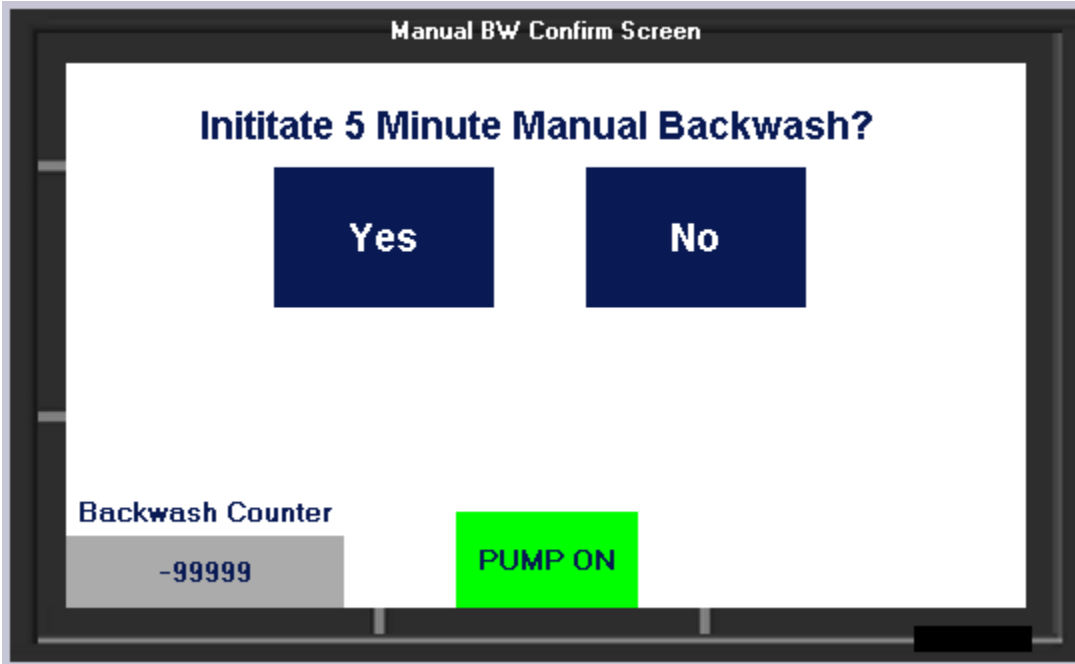 Manual BW Confirm Screen
Inititate 5 Minute Manual Backwash?
Yes No
Backwash Counter
-99999
PUMP ON